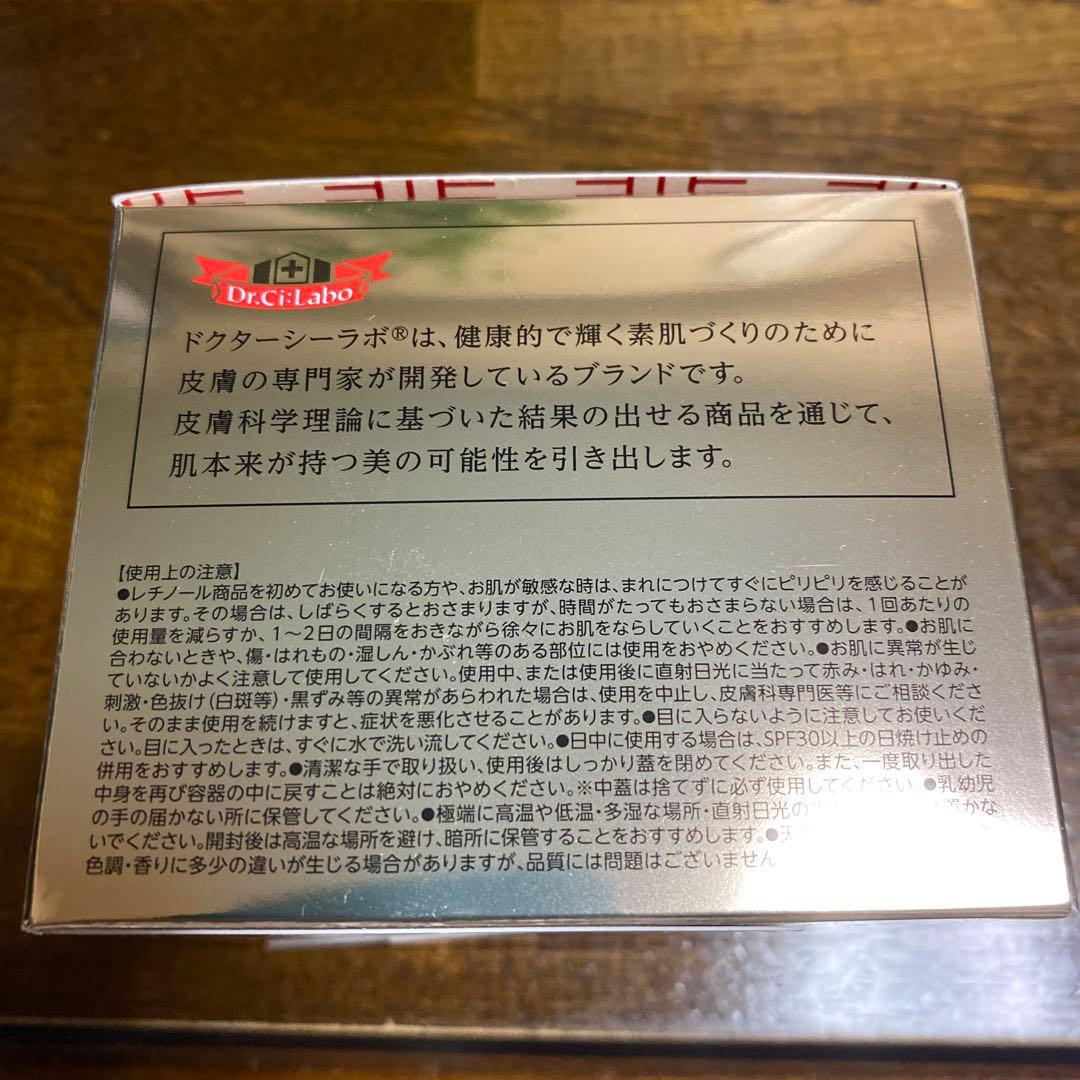 Dr.Ci:Labo
ドクターシーラボ®は、健康的で輝く素肌づくりのために
皮膚の専門家が開発しているブランドです。
皮膚科学理論に基づいた結果の出せる商品を通じて、
肌本来が持つ美の可能性を引き出します。
【使用上の注意】
●レチノール商品を初めてお使いになる方や、お肌が敏感な時は、まれにつけてすぐにピリピリを感じることが
あります。その場合は、しばらくするとおさまりますが、時間がたってもおさまらない場合は、1回あたりの
使用量を減らすか、1〜2日の間隔をおきながら徐々にお肌をならしていくことをおすすめします。●お肌に
合わないときや、傷・はれもの・湿しん・かぶれ等のある部位には使用をおやめください。●お肌に異常が生じ
ていないかよく注意して使用してください。使用中、または使用後に直射日光に当たって赤み・はれ・かゆみ・
刺激・色抜け(白斑等)・黒ずみ等の異常があらわれた場合は、使用を中止し、皮膚科専門医等にご相談くださ
い。そのまま使用を続けますと、症状を悪化させることがあります。●目に入らないように注意してお使いくだ
さい。目に入ったときは、すぐに水で洗い流してください。●日中に使用する場合は、SPF30以上の日焼け止めの
併用をおすすめします。●清潔な手で取り扱い、使用後はしっかり蓋を閉めてください。また、一度取り出した
中身を再び容器の中に戻すことは絶対におやめください。※中蓋は捨てずに必ず使用してください。●乳幼児
の手の届かない所に保管してください。●極端に高温や低温・多湿な場所・直射日光の
いでください。開封後は高温な場所を避け、暗所に保管することをおすすめします。●
色調・香りに多少の違いが生じる場合がありますが、品質には問題はございません